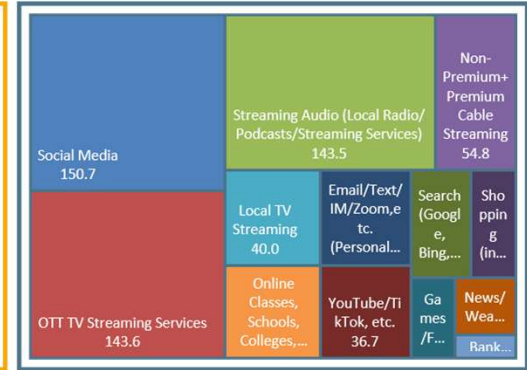 Social Media
150.7
OTT TV Streaming Services
143.6
Streaming Audio (Local Radio/
Podcasts/Streaming Services)
143.5
Non-
Premium+
Premium
Cable
Streaming
54.8
Local TV
Streaming
40.0
Email/Text/
IM/Zoom,e
tc.
(Personal...
Search
(Googl
e,
Bing,...
Sho
ppin
g
(in...
Online
Classes,
Schools,
Colleges,...
YouTube/Ti
kTok, etc.
36.7
Ga
mes
/F...
News/
Wea...
Bank...